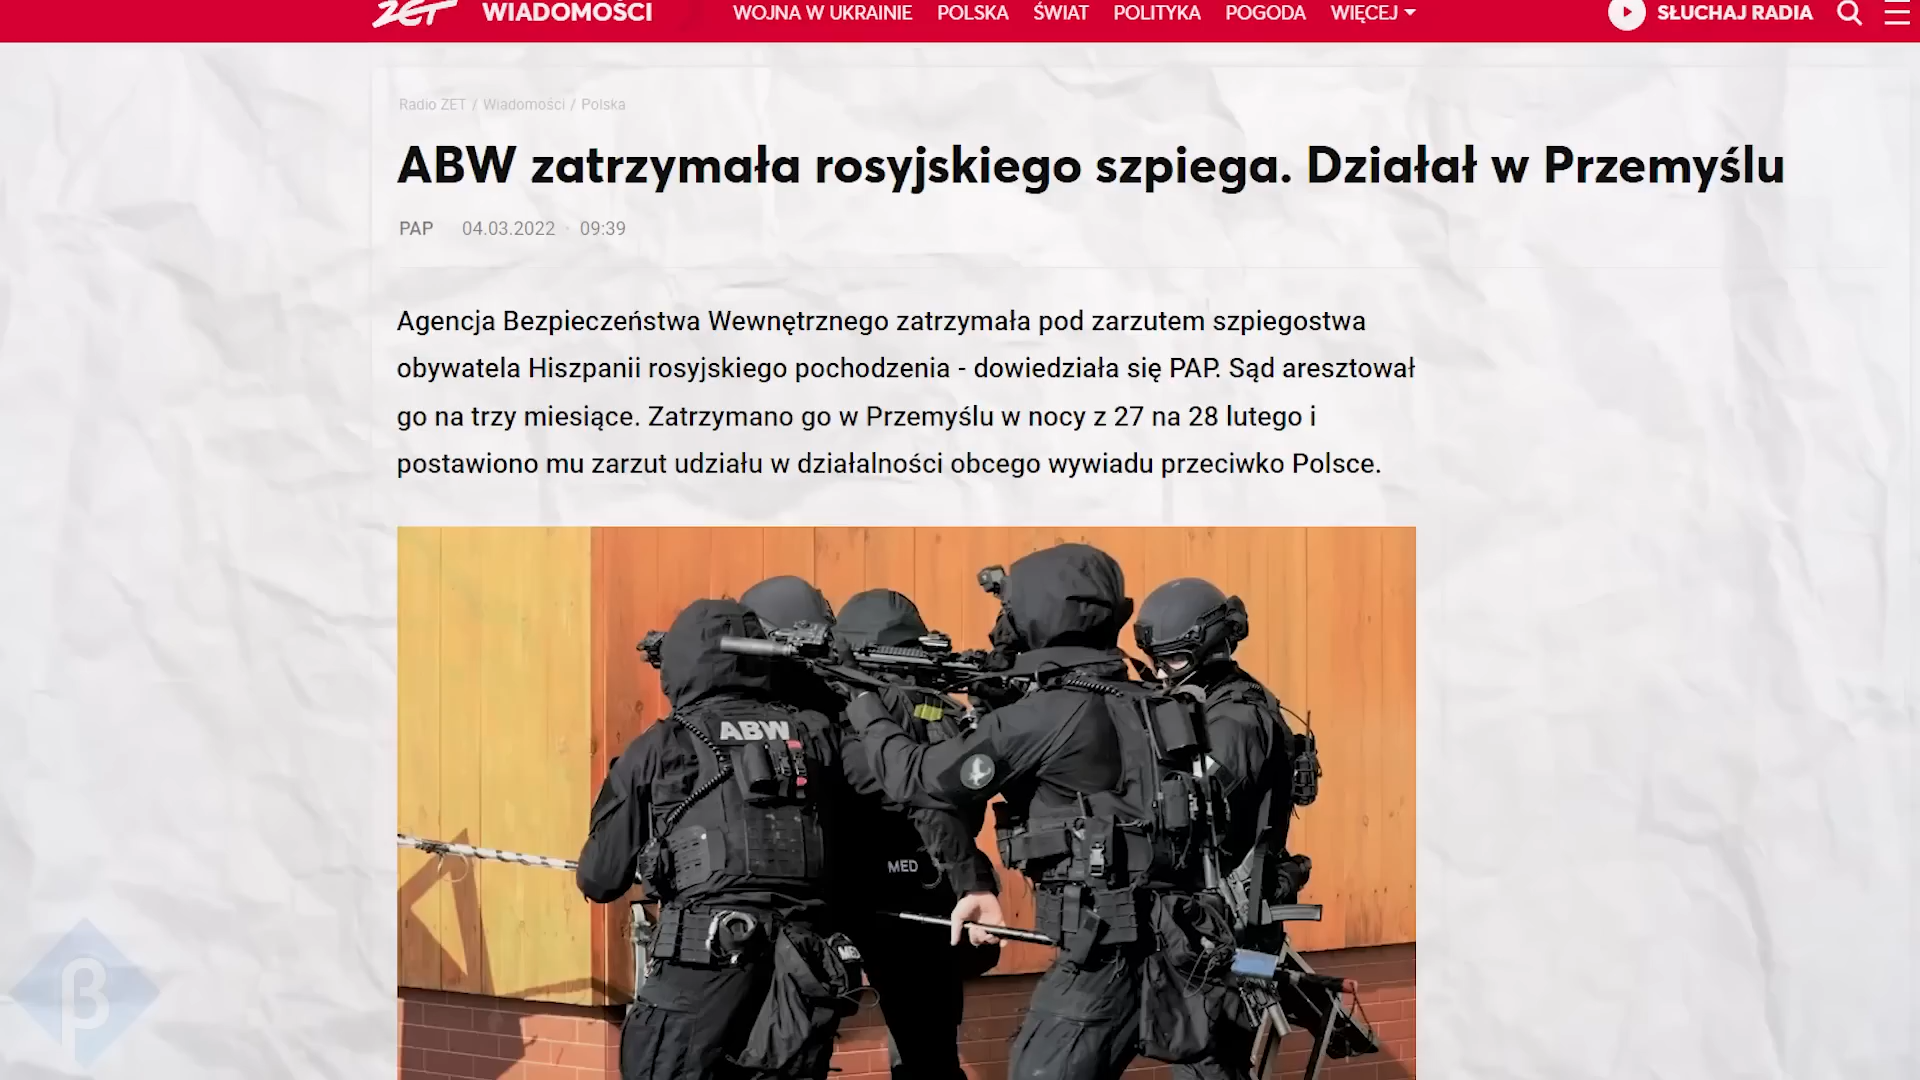 ZET WIADOMOŚCI WOJNA W UKRAINIE POLSKA ŚWIAT POLITYKA POGODA WIĘCEJ SŁUCHAJ RADIA
Radio ZET / Wiadomości / Polska
ABW zatrzymała rosyjskiego szpiega. Działał w Przemyślu
PAP 04.03.2022 · 09:39
Agencja Bezpieczeństwa Wewnętrznego zatrzymała pod zarzutem szpiegostwa
obywatela Hiszpanii rosyjskiego pochodzenia - dowiedziała się PAP. Sąd aresztował
go na trzy miesiące. Zatrzymano go w Przemyślu w nocy z 27 na 28 lutego i
postawiono mu zarzut udziału w działalności obcego wywiadu przeciwko Polsce.
ABW
MED
MED
β